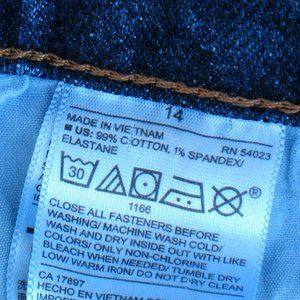 14
MADE IN VIETNAM RN 54023
■ US: 99% COTTON, 1% SPANDEX/
ELASTANE
30
®
1166
CLOSE ALL FASTENERS BEFORE
WASHING/ MACHINE WASH COLD/
WASH AND DRY INSIDE OUT WITH LIKE
COLORS/ ONLY NON-CHLORINE
BLEACH WHEN NEEDED/ TUMBLE DRY
LOW/ WARM IRON/ DO NOT DRY CLEAN
CA 17897
HECHO EN VIETNAM